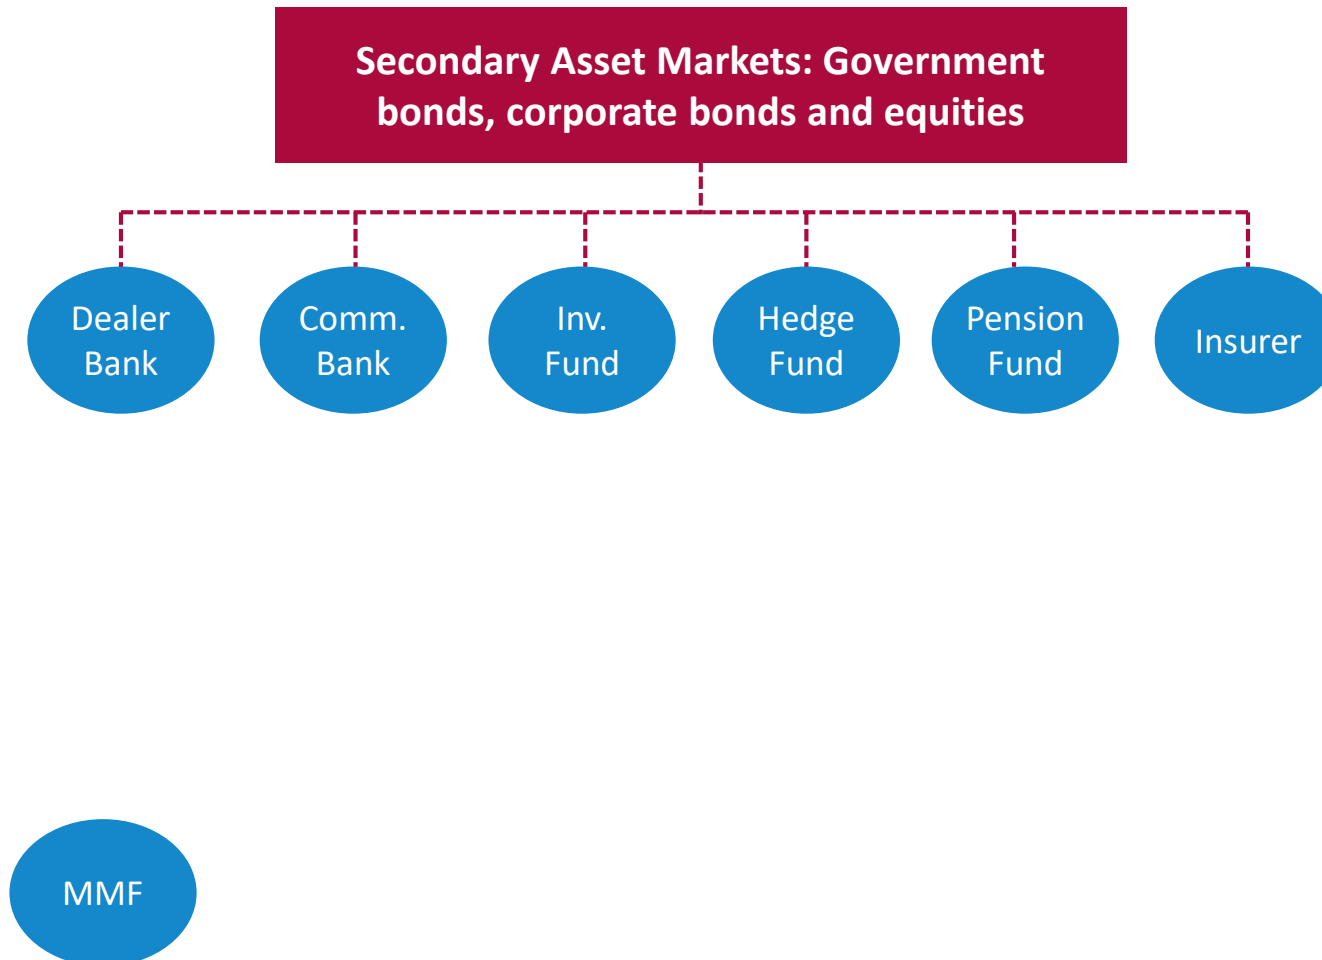 Secondary Asset Markets: Government
bonds, corporate bonds and equities
Dealer
Bank
Comm.
Bank
Inv.
Fund
Hedge
Fund
Pension
Fund
Insurer
MMF